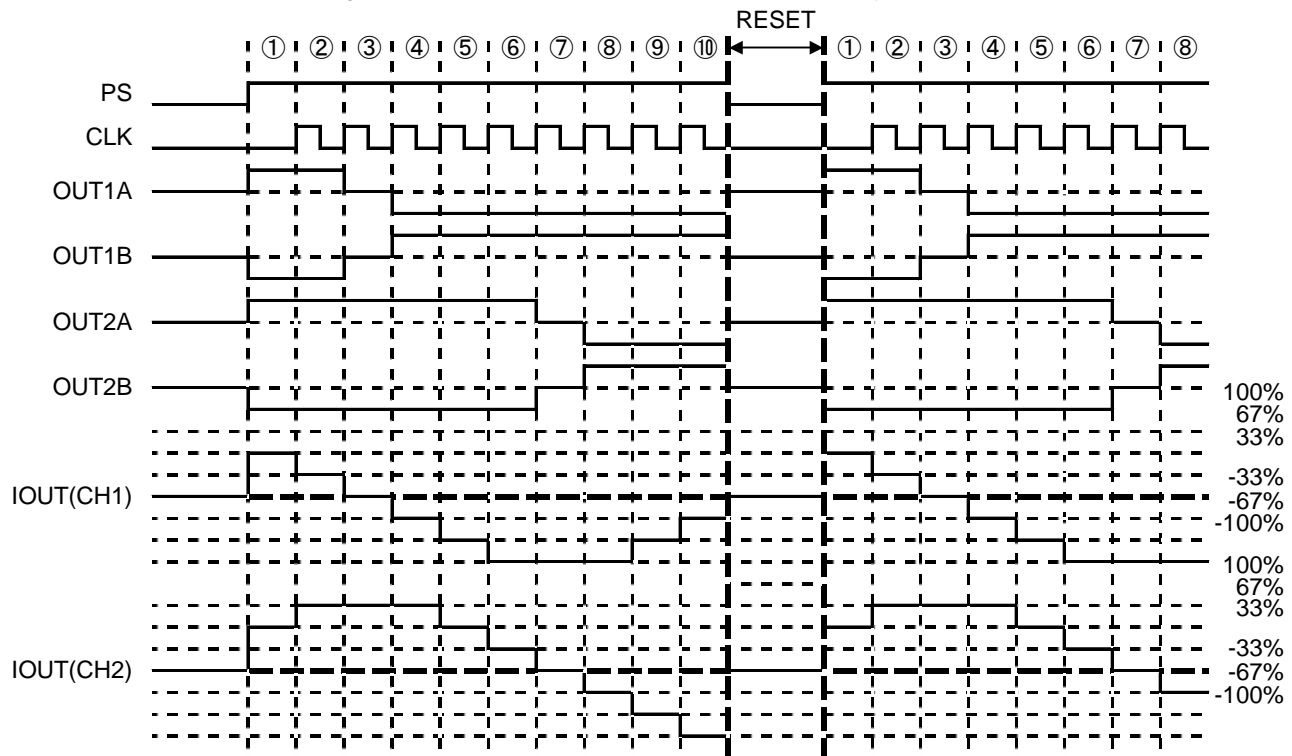 RESET
① ② ③ ④ ⑤ ⑥ ⑦ ⑧ ⑨ ⑩ ① ② ③ ④ ⑤ ⑥ ⑦ ⑧
PS
CLK
OUT1A
OUT1B
OUT2A
OUT2B
100%
67%
33%
IOUT(CH1)
-33%
-67%
-100%
100%
67%
33%
IOUT(CH2)
-33%
-67%
-100%